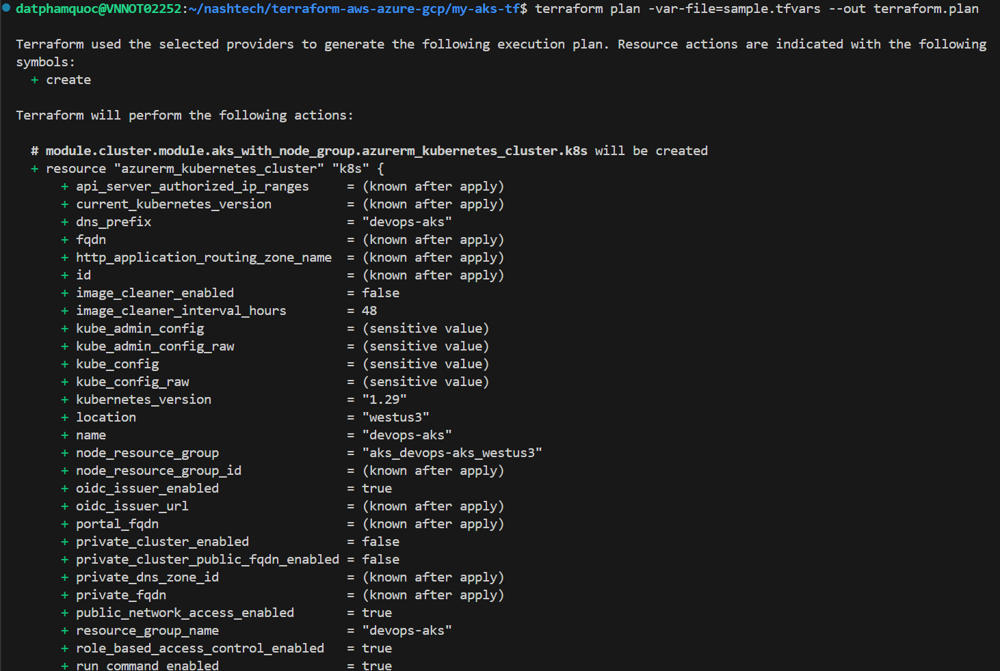 datphamquoc@VNNOT02252:~/nashtech/terraform-aws-azure-gcp/my-aks-tf$ terraform plan -var-file=sample.tfvars --out terraform.plan
Terraform used the selected providers to generate the following execution plan. Resource actions are indicated with the following
symbols:
+ create
Terraform will perform the following actions:
# module.cluster.module.aks_with_node_group.azurerm_kubernetes_cluster.k8s will be created
+ resource "azurerm_kubernetes_cluster" "k8s" {
+ api_server_authorized_ip_ranges = (known after apply)
+ current_kubernetes_version = (known after apply)
+ dns_prefix = "devops-aks"
+ fqdn = (known after apply)
+ http_application_routing_zone_name = (known after apply)
+ id = (known after apply)
+ image_cleaner_enabled = false
+ image_cleaner_interval_hours = 48
+ kube_admin_config = (sensitive value)
+ kube_admin_config_raw = (sensitive value)
+ kube_config = (sensitive value)
+ kube_config_raw = (sensitive value)
+ kubernetes_version = "1.29"
+ location = "westus3"
+ name = "devops-aks"
+ node_resource_group = "aks_devops-aks_westus3"
+ node_resource_group_id = (known after apply)
+ oidc_issuer_enabled = true
+ oidc_issuer_url = (known after apply)
+ portal_fqdn = (known after apply)
+ private_cluster_enabled = false
+ private_cluster_public_fqdn_enabled = false
+ private_dns_zone_id = (known after apply)
+ private_fqdn = (known after apply)
+ public_network_access_enabled = true
+ resource_group_name = "devops-aks"
+ role_based_access_control_enabled = true
+ run_command_enabled = true